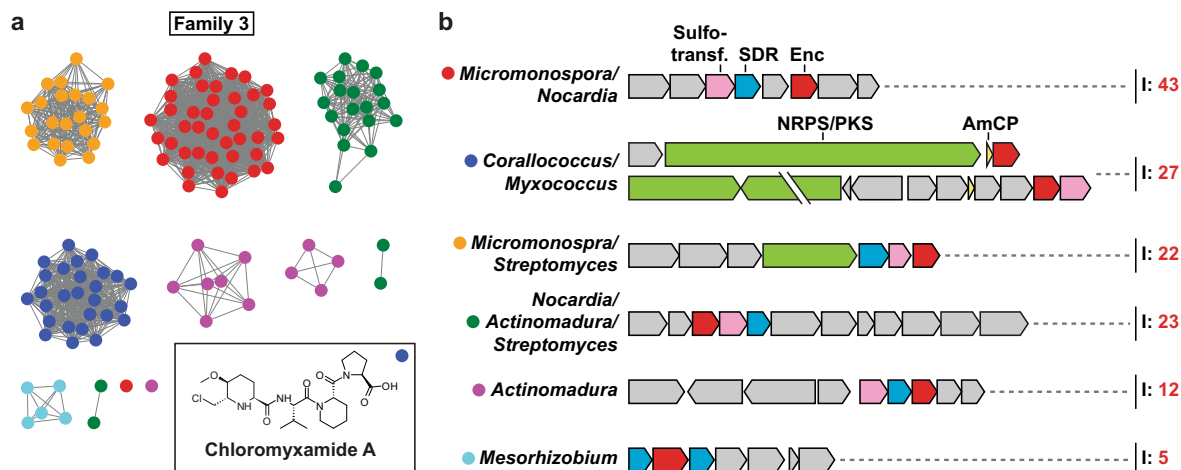 a
Family 3
Cl
O
NH
O
H
N
O
N
O
N
O
OH
Chloromyxamide A
b
Sulfo-
transf. SDR Enc
Micromonospora/
Nocardia
I: 43
NRPS/PKS AmCP
Corallococcus/
Myxococcus
I: 27
Micromonospra/
Streptomyces
I: 22
Nocardia/
Actinomadura/
Streptomyces
I: 23
Actinomadura
I: 12
Mesorhizobium
I: 5